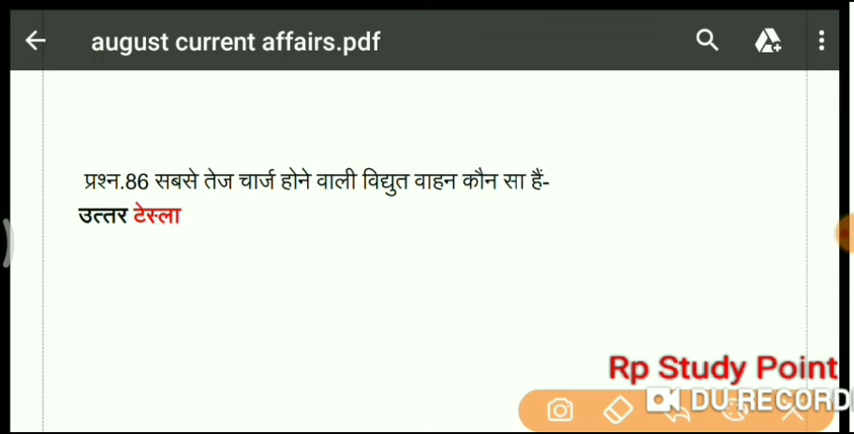 august current affairs.pdf
प्रश्न.86 सबसे तेज चार्ज होने वाली विद्युत वाहन कौन सा हैं-
उत्तर टेस्ला
Rp Study Point
DU RECORD